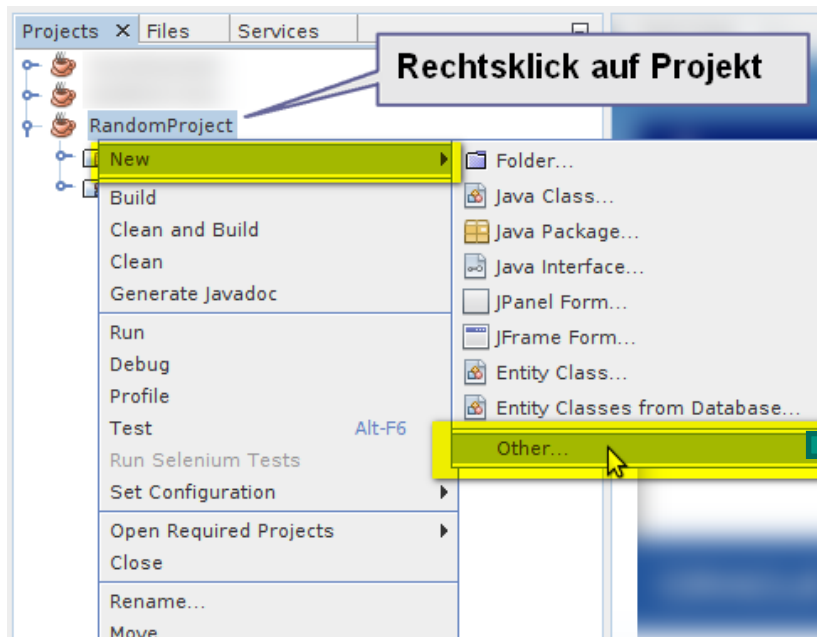 Projects Files Services
Rechtsklick auf Projekt
RandomProject
New
Build
Clean and Build
Clean
Generate Javadoc
Run
Debug
Profile
Test Alt-F6
Run Selenium Tests
Set Configuration
Open Required Projects
Close
Rename...
Move
Folder...
Java Class...
Java Package...
Java Interface...
JPanel Form...
JFrame Form...
Entity Class...
Entity Classes from Database...
Other...